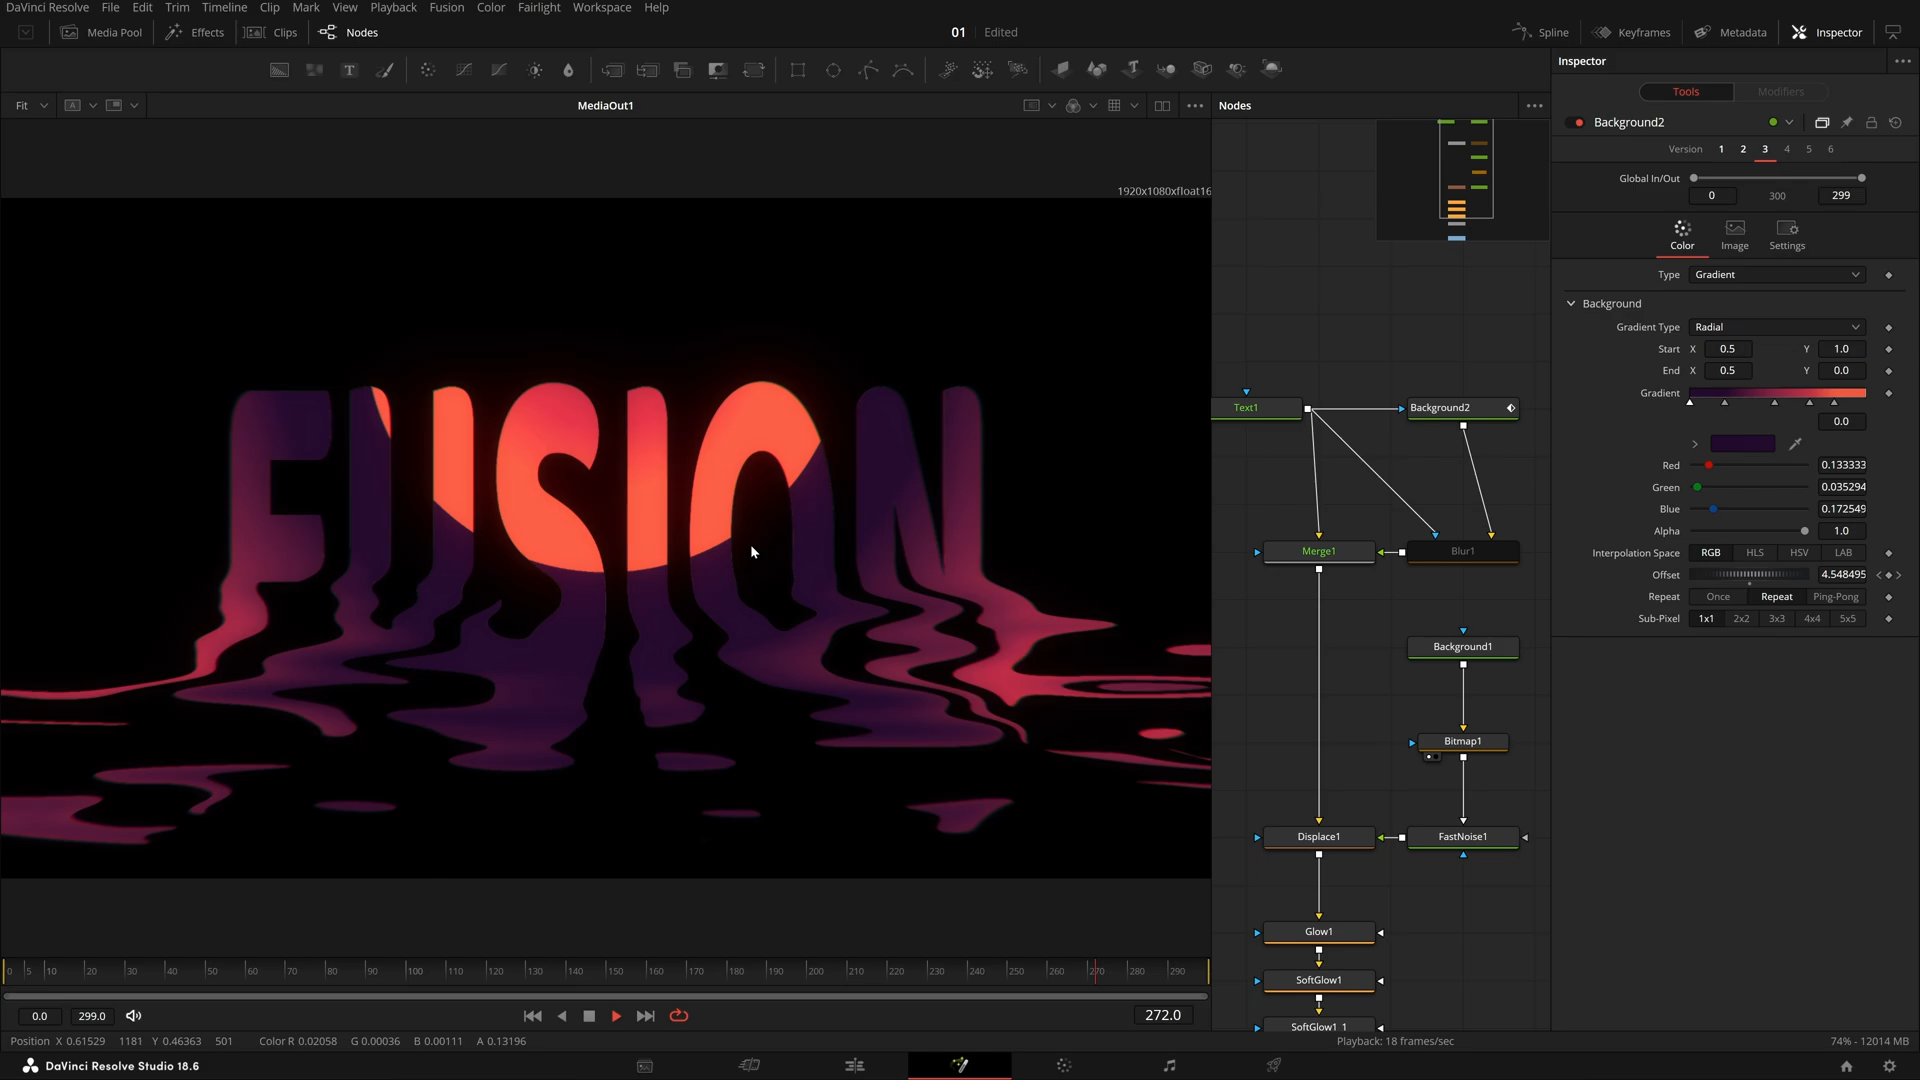 DaVinci Resolve File Edit Trim Timeline Clip Mark View Playback Fusion Color Fairlight Workspace Help
Media Pool Effects Clips Nodes 01 Edited Spline Keyframes Metadata Inspector
Inspector
Tools Modifiers
Fit A MediaOut1 Nodes
Background2
Version 1 2 3 4 5 6
Global In/Out
0 300 299
1920x1080xfloat16
Color Image Settings
Type Gradient
Background
Gradient Type Radial
Start X 0.5 Y 1.0
End X 0.5 Y 0.0
Gradient
0.0
Red 0.133333
Green 0.035294
Blue 0.172549
Alpha 1.0
Interpolation Space RGB HLS HSV LAB
Offset 4.548495
Repeat Once Repeat Ping-Pong
Sub-Pixel 1x1 2x2 3x3 4x4 5x5
FUSION
Text1 Background2
Merge1 Blur1
Background1
Bitmap1
Displace1 FastNoise1
Glow1
SoftGlow1
SoftGlow1_1
0 5 10 20 30 40 50 60 70 80 90 100 110 120 130 140 150 160 170 180 190 200 210 220 230 240 250 260 270 280 290
0.0 299.0 272.0
Position X 0.61529 1181 Y 0.46363 501 Color R 0.02058 G 0.00036 B 0.00111 A 0.13196 Playback: 18 frames/sec 74% - 12014 MB
DaVinci Resolve Studio 18.6